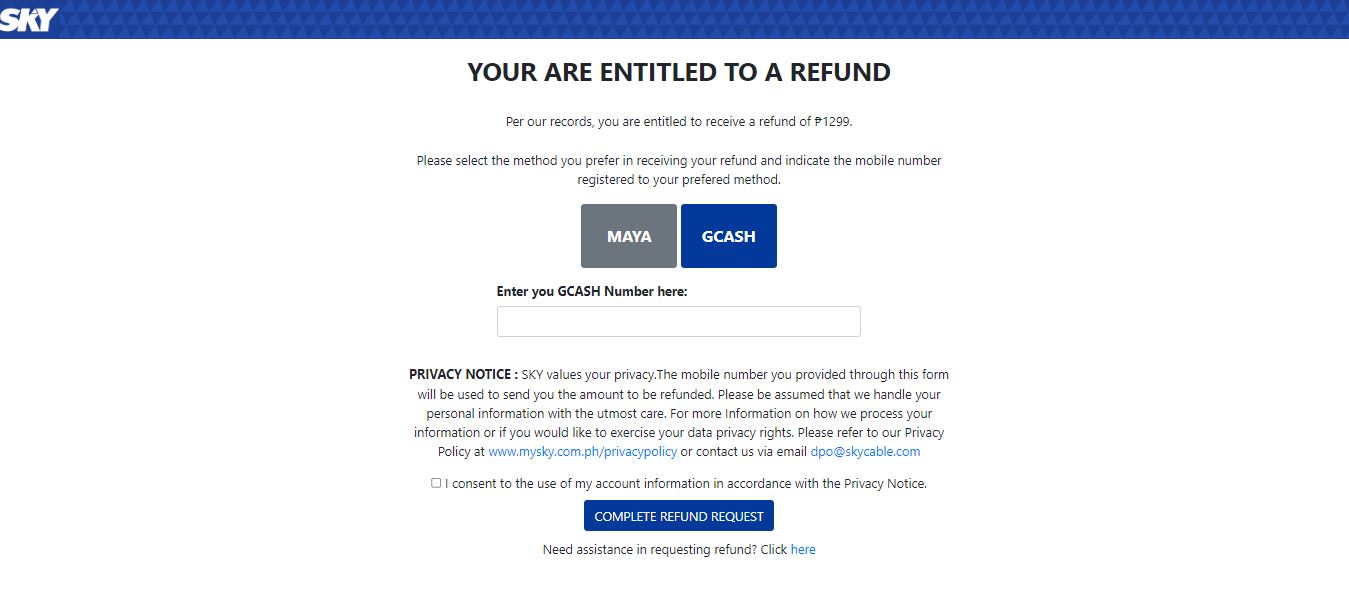 SKY
YOUR ARE ENTITLED TO A REFUND
Per our records, you are entitled to receive a refund of ₱1299.
Please select the method you prefer in receiving your refund and indicate the mobile number
registered to your prefered method.
MAYA GCASH
Enter you GCASH Number here:
PRIVACY NOTICE : SKY values your privacy.The mobile number you provided through this form
will be used to send you the amount to be refunded. Please be assumed that we handle your
personal information with the utmost care. For more Information on how we process your
information or if you would like to exercise your data privacy rights. Please refer to our Privacy
Policy at www.mysky.com.ph/privacypolicy or contact us via email dpo@skycable.com
I consent to the use of my account information in accordance with the Privacy Notice.
COMPLETE REFUND REQUEST
Need assistance in requesting refund? Click here